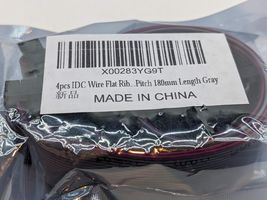 X00283YG9T
4pcs IDC Wire Flat Rib...Pitch 180mm Length Gray
新品
MADE IN CHINA